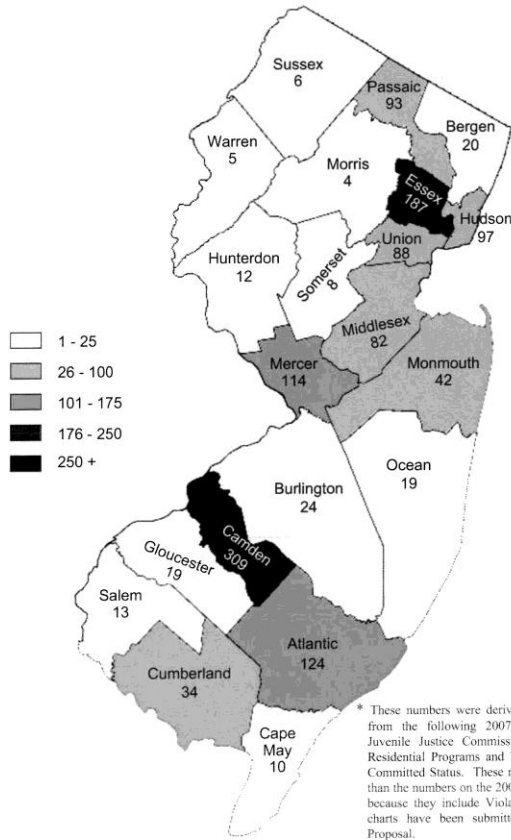 Sussex
6
Passaic
93
Bergen
20
Warren
5
Morris
4
Essex
187
Hudson
97
Union
88
Hunterdon
12
Somerset
8
Middlesex
82
Mercer
114
Monmouth
42
1 - 25
26 - 100
101 - 175
176 - 250
250 +
Ocean
19
Burlington
24
Camden
309
Gloucester
19
Salem
13
Atlantic
124
Cumberland
34
Cape
May
10
* These numbers were deriv
from the following 2007
Juvenile Justice Commiss
Residential Programs and
Committed Status. These
than the numbers on the 200
because they include Viola
charts have been submitte
Proposal.